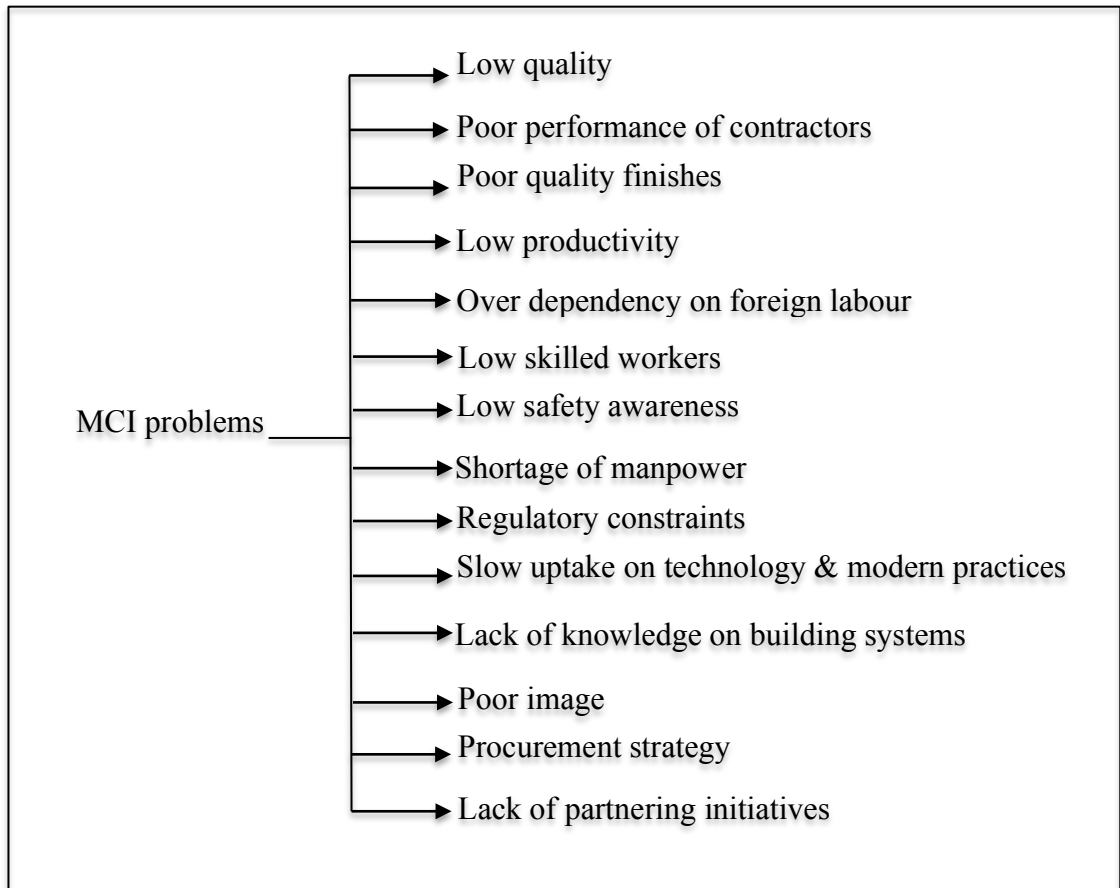 Low quality
Poor performance of contractors
Poor quality finishes
Low productivity
Over dependency on foreign labour
Low skilled workers
Low safety awareness
MCI problems
Shortage of manpower
Regulatory constraints
Slow uptake on technology & modern practices
Lack of knowledge on building systems
Poor image
Procurement strategy
Lack of partnering initiatives